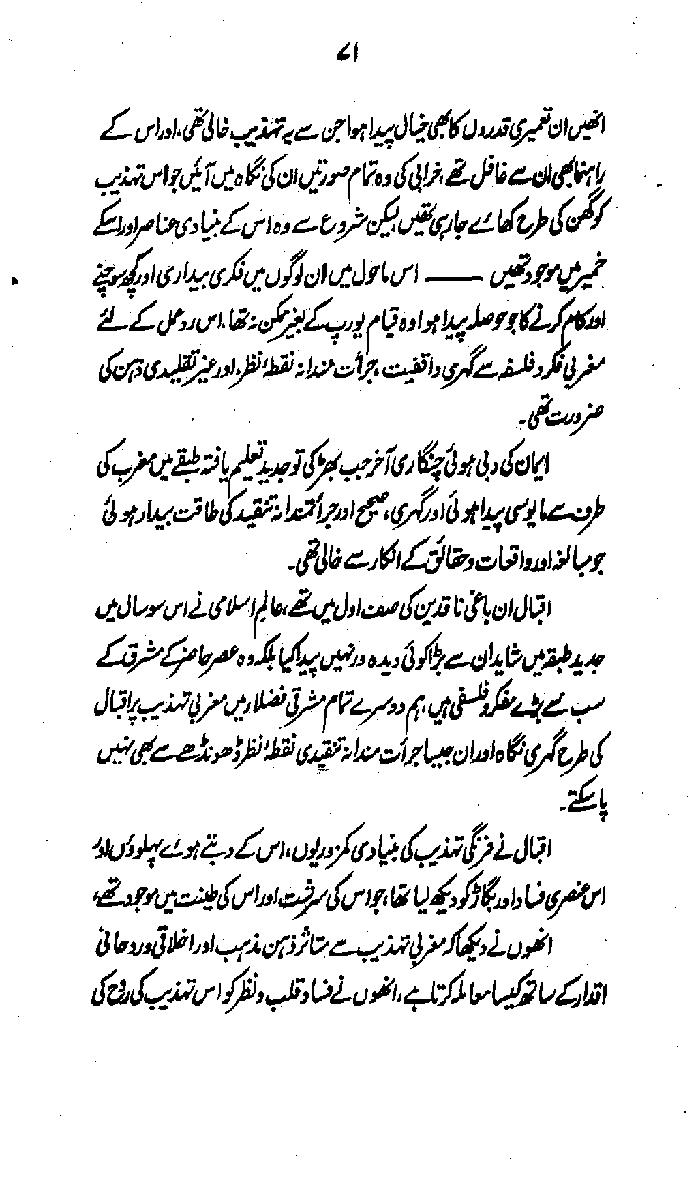 ۷۱
انھیں ان تعمیری قدروں کا بھی خیال پیدا ہوا جن سے یہ تہذیب خالی تھی، اور اس کے
راہنما بھی ان سے غافل تھے، خرابی کی وہ تمام صورتیں ان کی نگاہ میں آئیں جو اس تہذیب
کو گھن کی طرح کھائے جا رہی تھیں، لیکن شروع سے وہ اس کے بنیادی عناصر اور اسکے
خمیر میں موجود تھیں ——— اس ماحول میں ان لوگوں میں فکری بیداری اور کچھ سوچنے
اور کام کرنے کا جو حوصلہ پیدا ہوا وہ قیام یورپ کے بغیر ممکن نہ تھا، اس ردعمل کے لئے
مغربی فکر و فلسفہ سے گہری واقفیت، جرأت مندانہ نقطۂ نظر، اور غیر تقلیدی ذہن کی
ضرورت تھی۔
ایمان کی دبی ہوئی چنگاری آخر جب بھڑکی تو جدید تعلیم یافتہ طبقے میں مغرب کی
طرف سے مایوسی پیدا ہوئی اور گہری، صحیح اور جرأتمندانہ تنقید کی طاقت بیدار ہوئی
جو مبالغہ اور واقعات و حقائق کے انکار سے خالی تھی۔
اقبال ان باغی ناقدین کی صف اول میں تھے، عالم اسلامی نے اس سو سال میں
جدید طبقہ میں شاید ان سے بڑا کوئی دیدہ ور نہیں پیدا کیا بلکہ وہ عصر حاضر کے مشرق کے
سب سے بڑے مفکر و فلسفی ہیں، ہم دوسرے تمام مشرقی فضلاء میں مغربی تہذیب پر اقبال
کی طرح گہری نگاہ اور ان جیسا جرأت مندانہ تنقیدی نقطۂ نظر ڈھونڈھے سے بھی نہیں
پا سکتے۔
اقبال نے فرنگی تہذیب کی بنیادی کمزوریوں، اس کے دبتے ہوئے پہلوؤں اور
اس عنصری فساد اور بگاڑ کو دیکھ لیا تھا، جو اس کی سرشت اور اس کی طینت میں موجود تھے،
انھوں نے دیکھا کہ مغربی تہذیب سے متاثر ذہن مذہب اور اخلاقی و روحانی
اقدار کے ساتھ کیسا معاملہ کرتا ہے، انھوں نے فساد قلب و نظر کو اس تہذیب کی روح کی